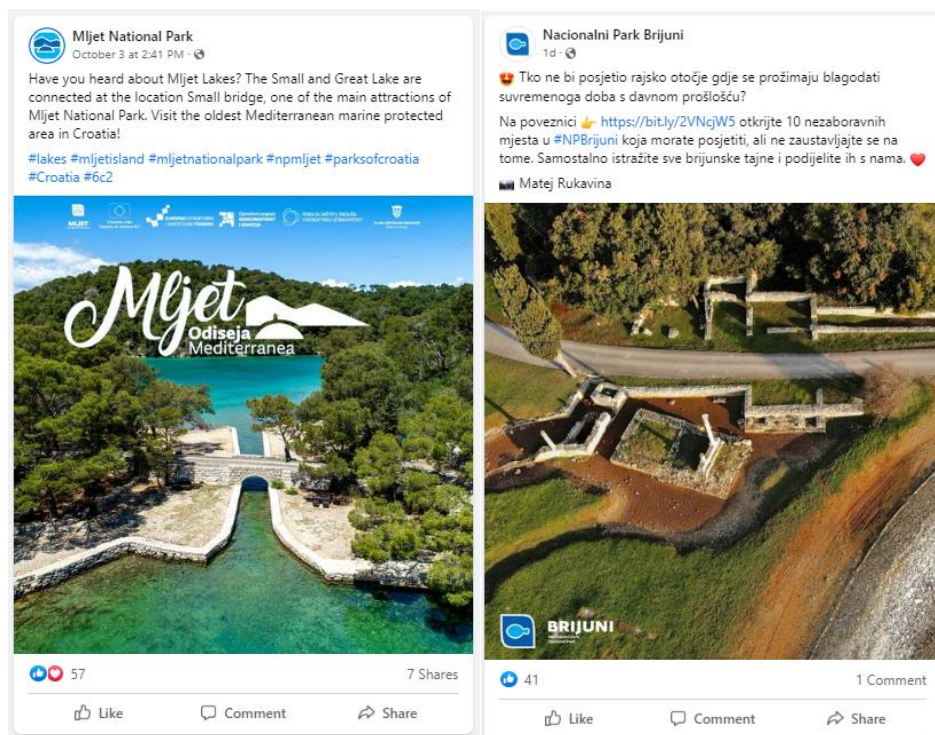 Mljet National Park
October 3 at 2:41 PM ·
Have you heard about Mljet Lakes? The Small and Great Lake are
connected at the location Small bridge, one of the main attractions of
Mljet National Park. Visit the oldest Mediterranean marine protected
area in Croatia!
#lakes #mljetisland #mljetnationalpark #npmljet #parksofcroatia
#Croatia #6c2
MLJET
Mljet
Odiseja
Mediterranea
57
7 Shares
Like Comment Share
Nacionalni Park Brijuni
1d ·
😍 Tko ne bi posjetio rajsko otočje gdje se prožimaju blagodati
suvremenoga doba s davnom prošlošću?
Na poveznici 👉 https://bit.ly/2VNcjW5 otkrijte 10 nezaboravnih
mjesta u #NPBrijuni koja morate posjetiti, ali ne zaustavljajte se na
tome. Samostalno istražite sve brijunske tajne i podijelite ih s nama. ❤️
📷 Matej Rukavina
BRIJUNI
41
1 Comment
Like Comment Share